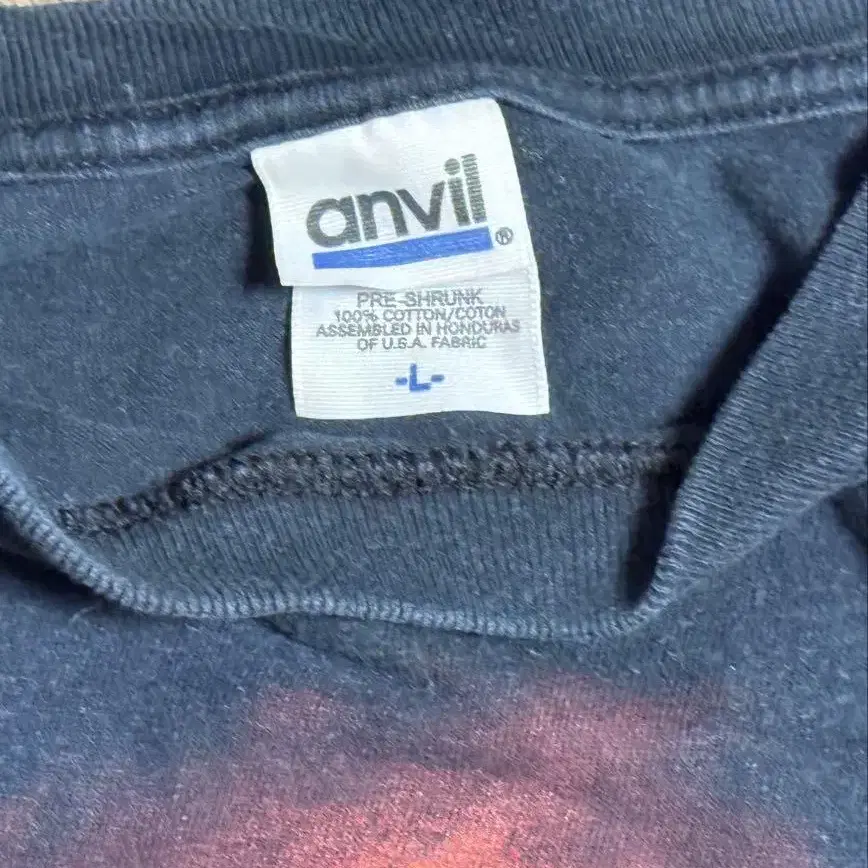 anvil®
PRE-SHRUNK
100% COTTON/COTON
ASSEMBLED IN HONDURAS
OF U.S.A. FABRIC
-L-